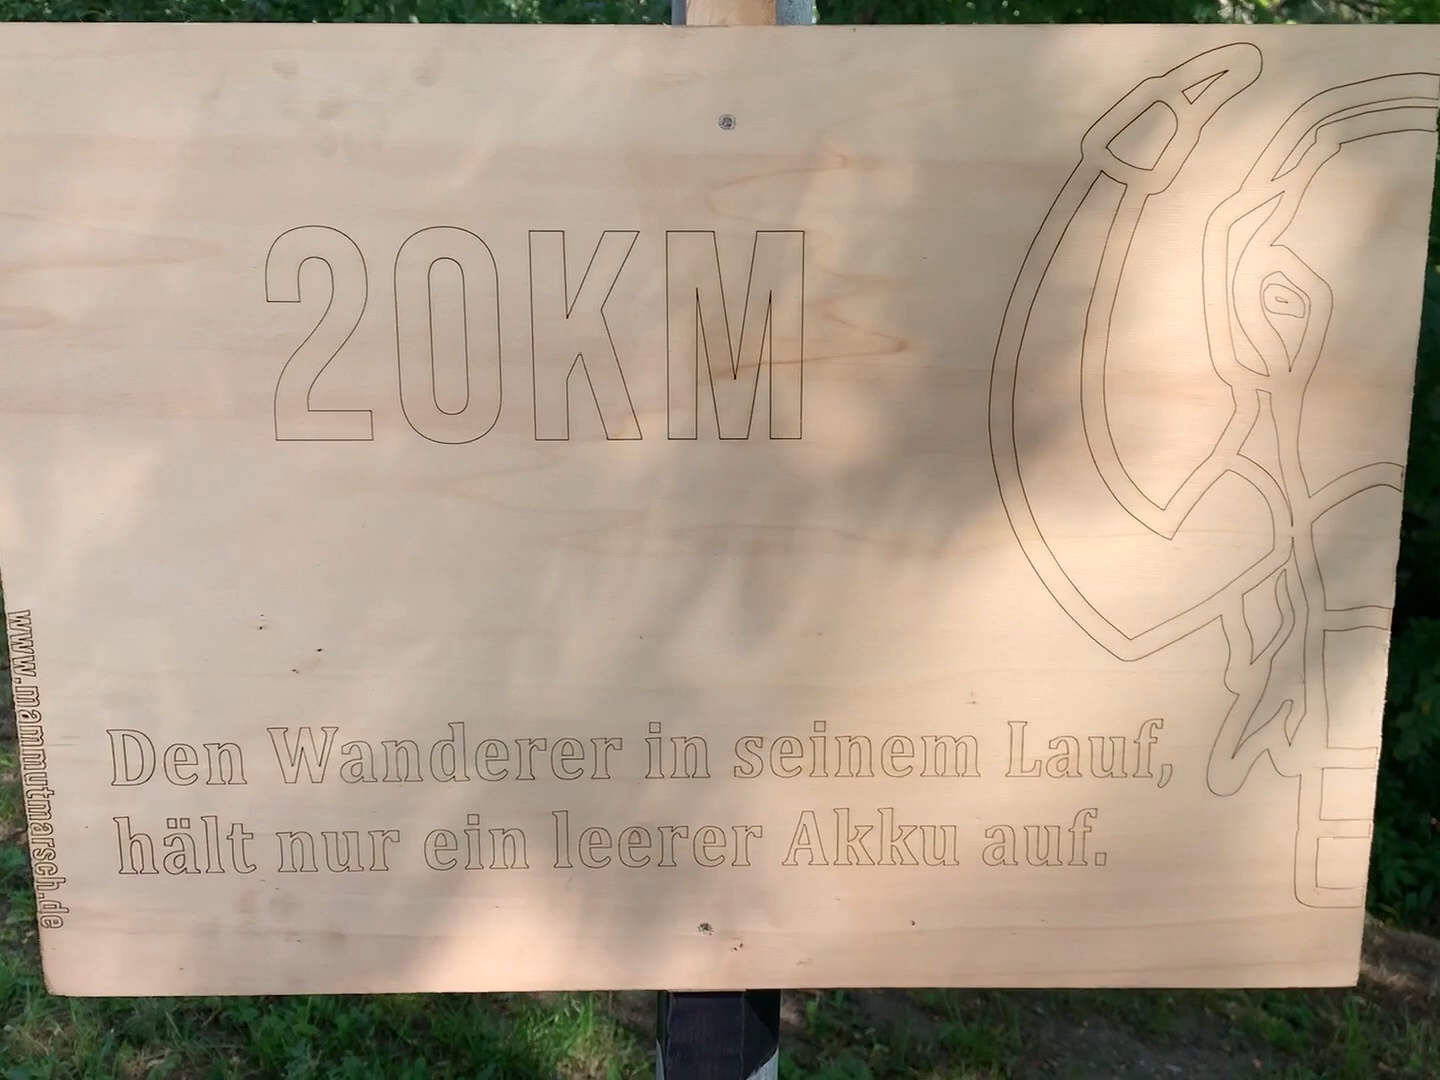 20KM
Den Wanderer in seinem Lauf,
hält nur ein leerer Akku auf.
www.mammutmarsch.de